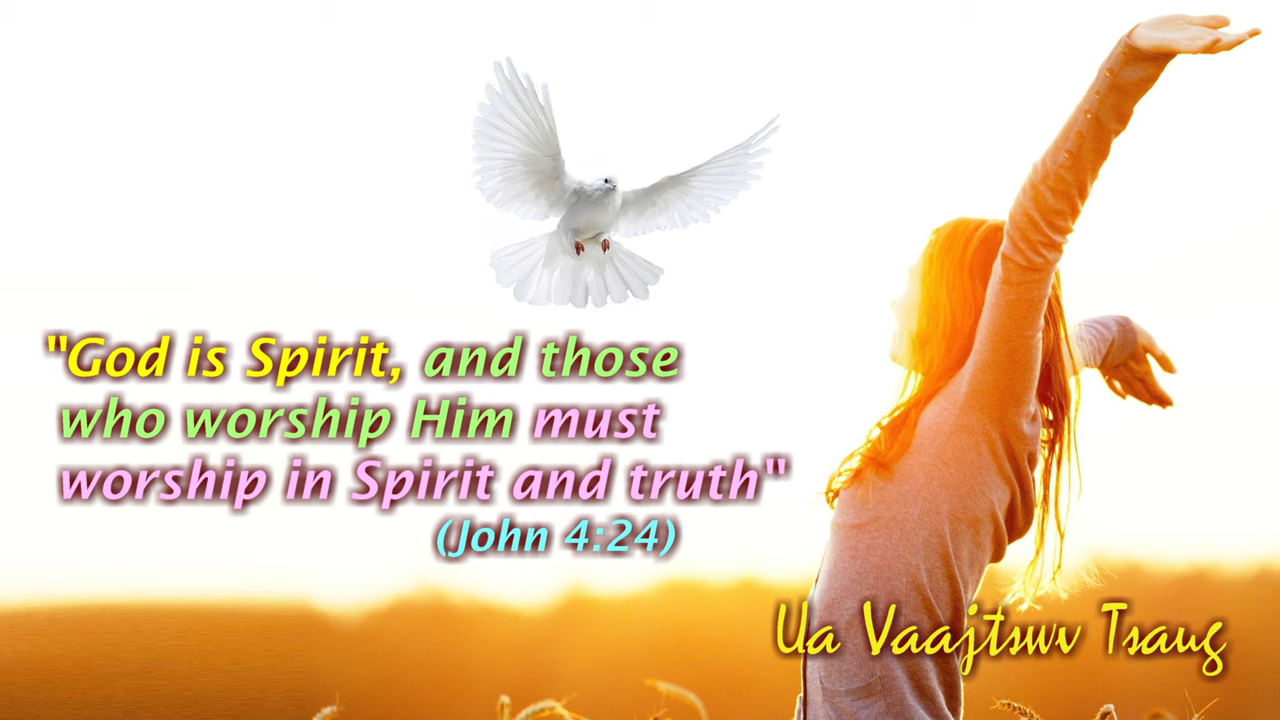 "God is Spirit, and those
who worship Him must
worship in Spirit and truth"
(John 4:24)
Ua Vaajtswv Tsaug